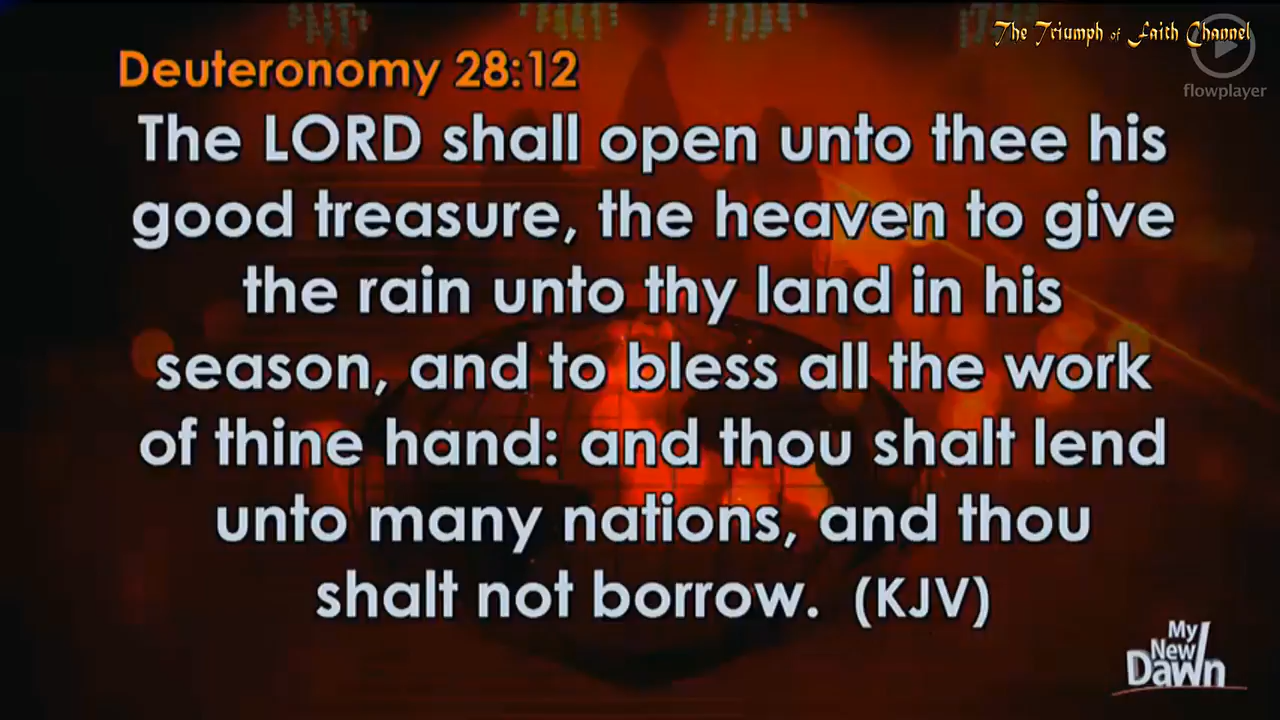 The Triumph of Faith Channel
flowplayer
Deuteronomy 28:12
The LORD shall open unto thee his
good treasure, the heaven to give
the rain unto thy land in his
season, and to bless all the work
of thine hand: and thou shalt lend
unto many nations, and thou
shalt not borrow. (KJV)
My
New
Dawn